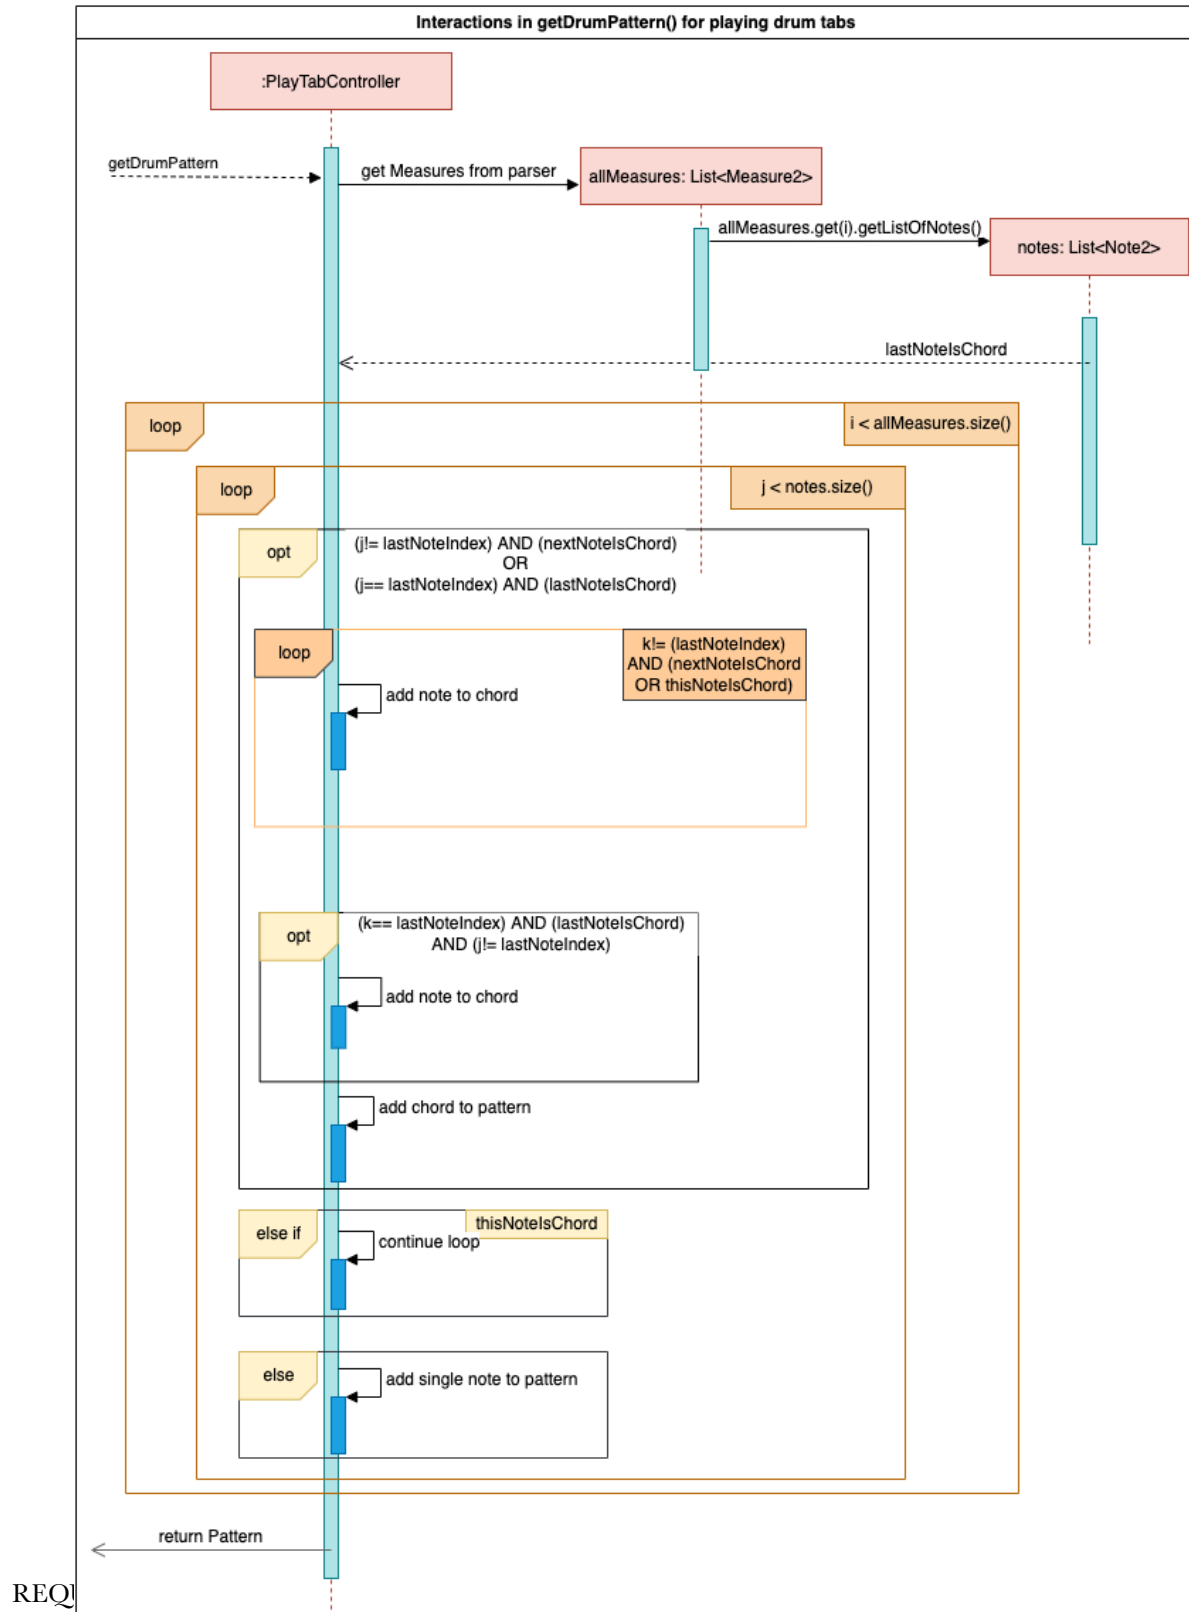 Interactions in getDrumPattern() for playing drum tabs
:PlayTabController
getDrumPattern
get Measures from parser
allMeasures: List<Measure2>
allMeasures.get(i).getListOfNotes()
notes: List<Note2>
lastNoteIsChord
loop
i < allMeasures.size()
loop
j < notes.size()
opt
(j!= lastNoteIndex) AND (nextNoteIsChord)
OR
(j== lastNoteIndex) AND (lastNoteIsChord)
loop
k!= (lastNoteIndex)
AND (nextNoteIsChord
OR thisNoteIsChord)
add note to chord
opt
(k== lastNoteIndex) AND (lastNoteIsChord)
AND (j!= lastNoteIndex)
add note to chord
add chord to pattern
else if
thisNoteIsChord
continue loop
else
add single note to pattern
return Pattern